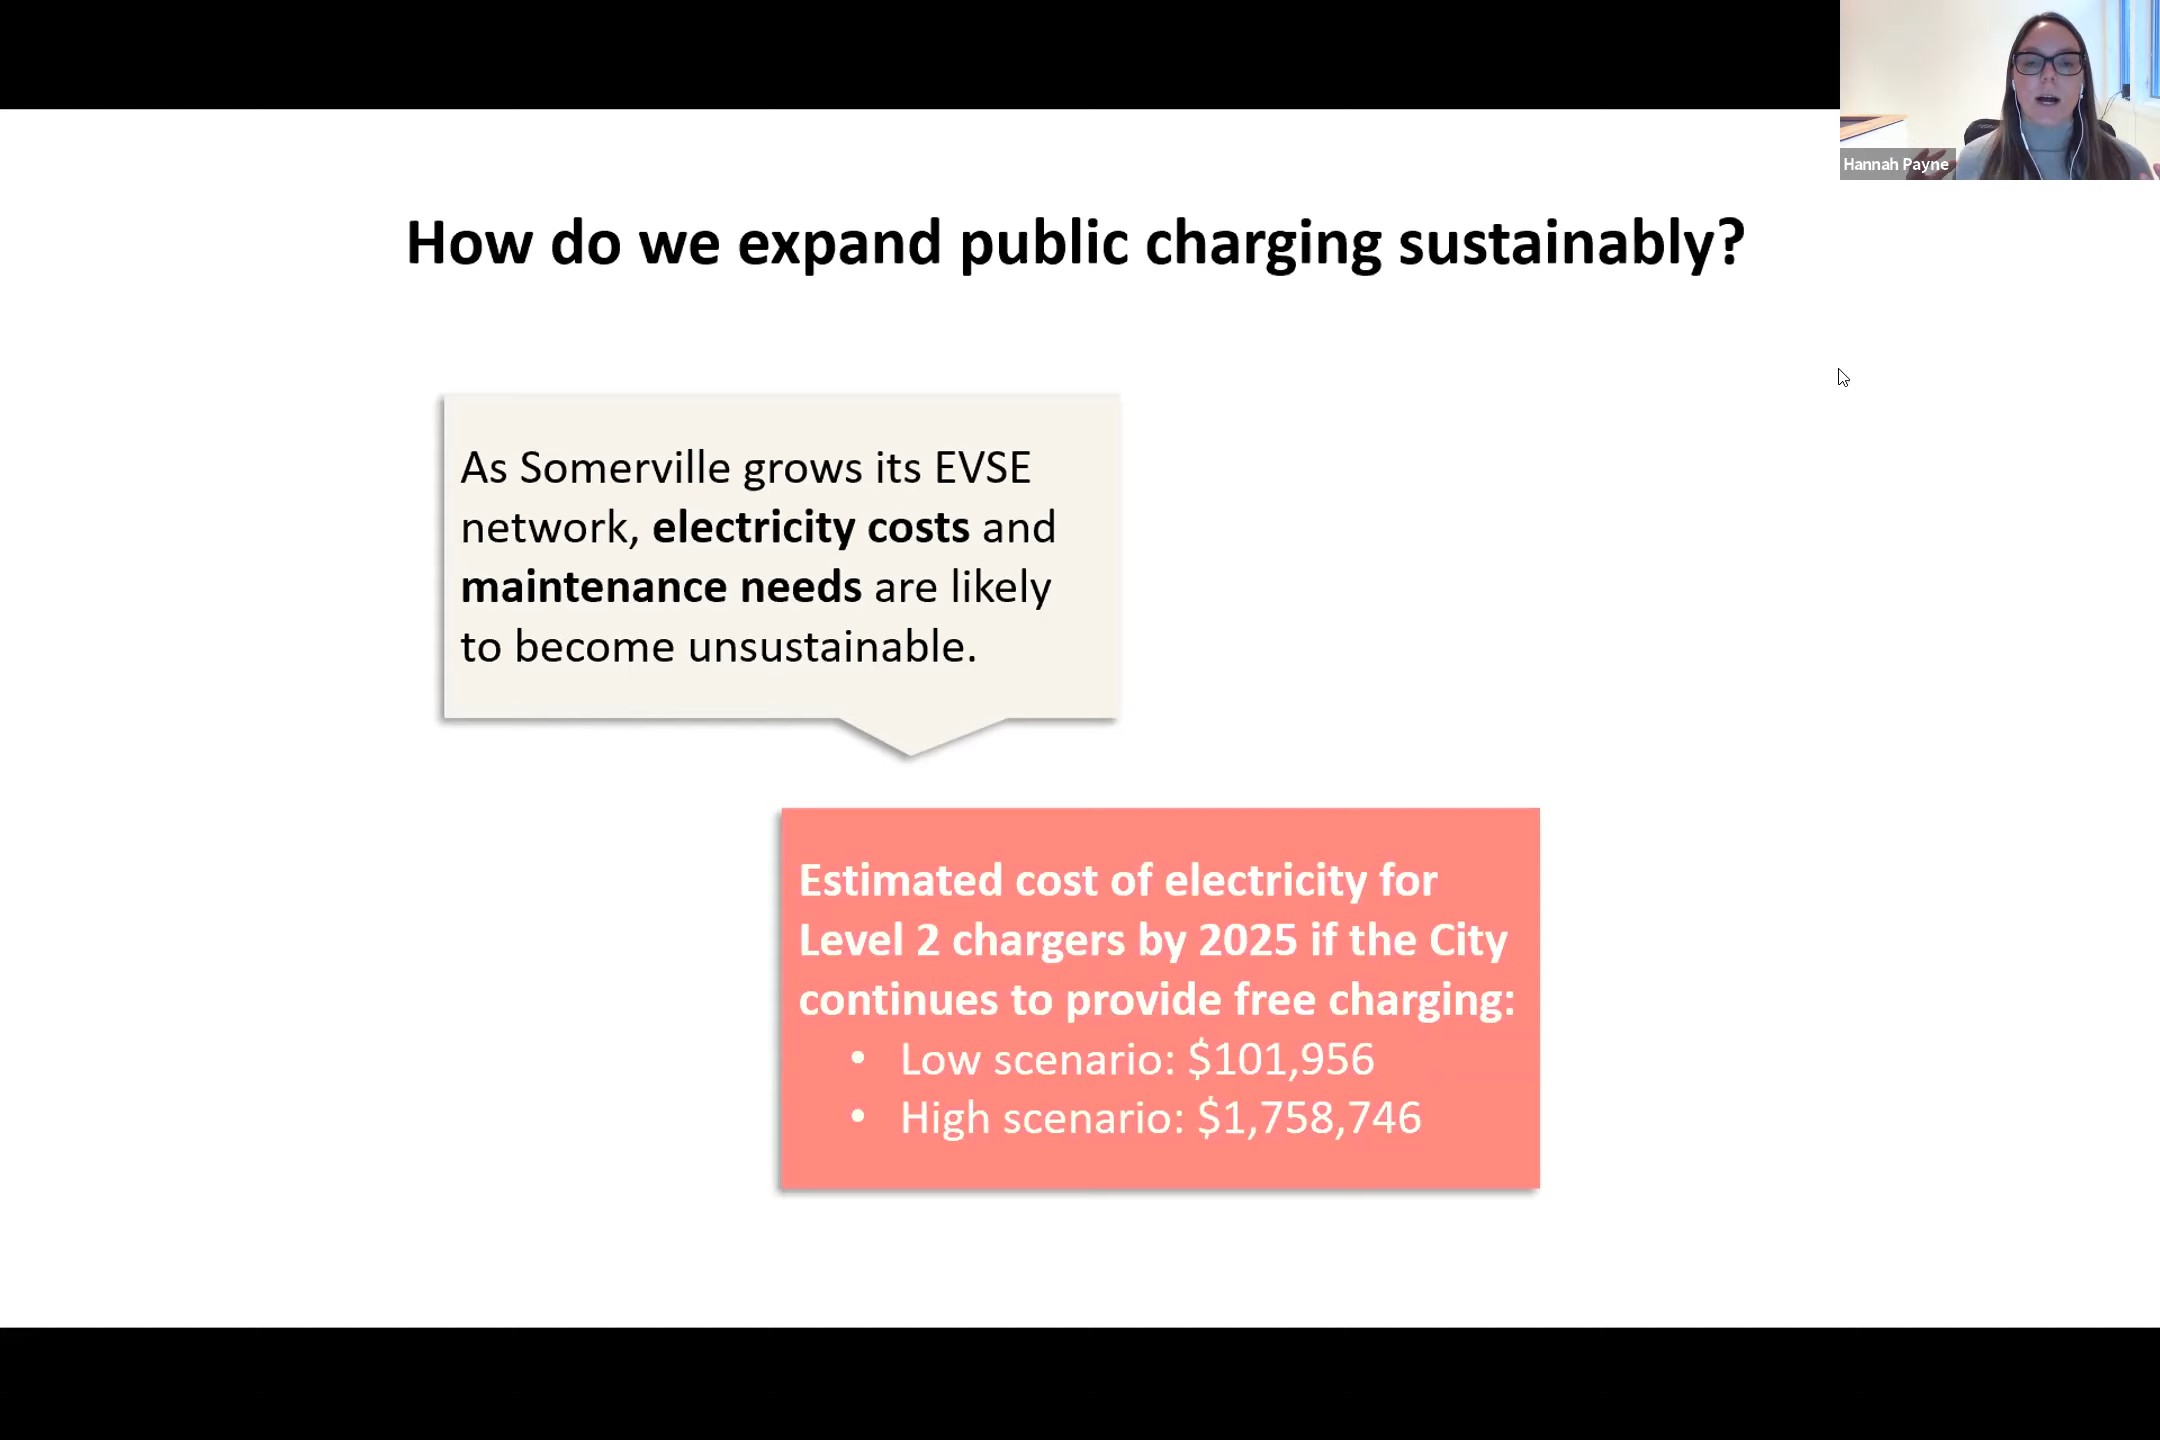 Hannah Payne
How do we expand public charging sustainably?
As Somerville grows its EVSE
network, electricity costs and
maintenance needs are likely
to become unsustainable.
Estimated cost of electricity for
Level 2 chargers by 2025 if the City
continues to provide free charging:
• Low scenario: $101,956
• High scenario: $1,758,746